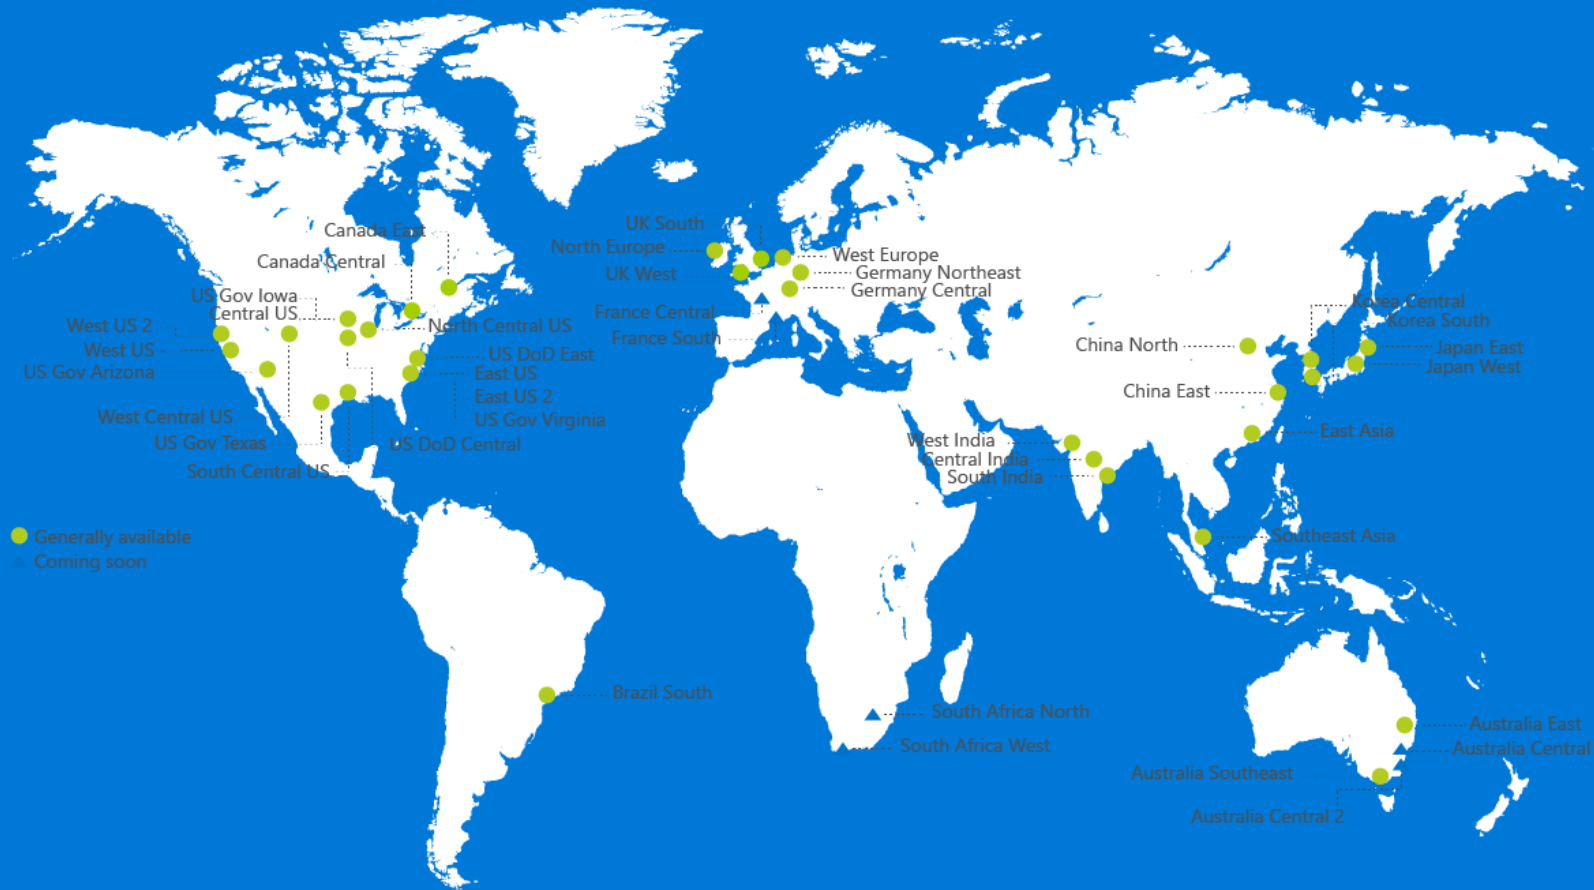 Canada East
Canada Central
US Gov Iowa
Central US
West US 2
West US
US Gov Arizona
North Central US
US DoD East
East US
East US 2
US Gov Virginia
West Central US
US Gov Texas
US DoD Central
South Central US
Generally available
Coming soon
Brazil South
UK South
North Europe
UK West
West Europe
Germany Northeast
Germany Central
France Central
France South
South Africa North
South Africa West
West India
Central India
South India
China North
China East
Korea Central
Korea South
Japan East
Japan West
East Asia
Southeast Asia
Australia East
Australia Central
Australia Southeast
Australia Central 2